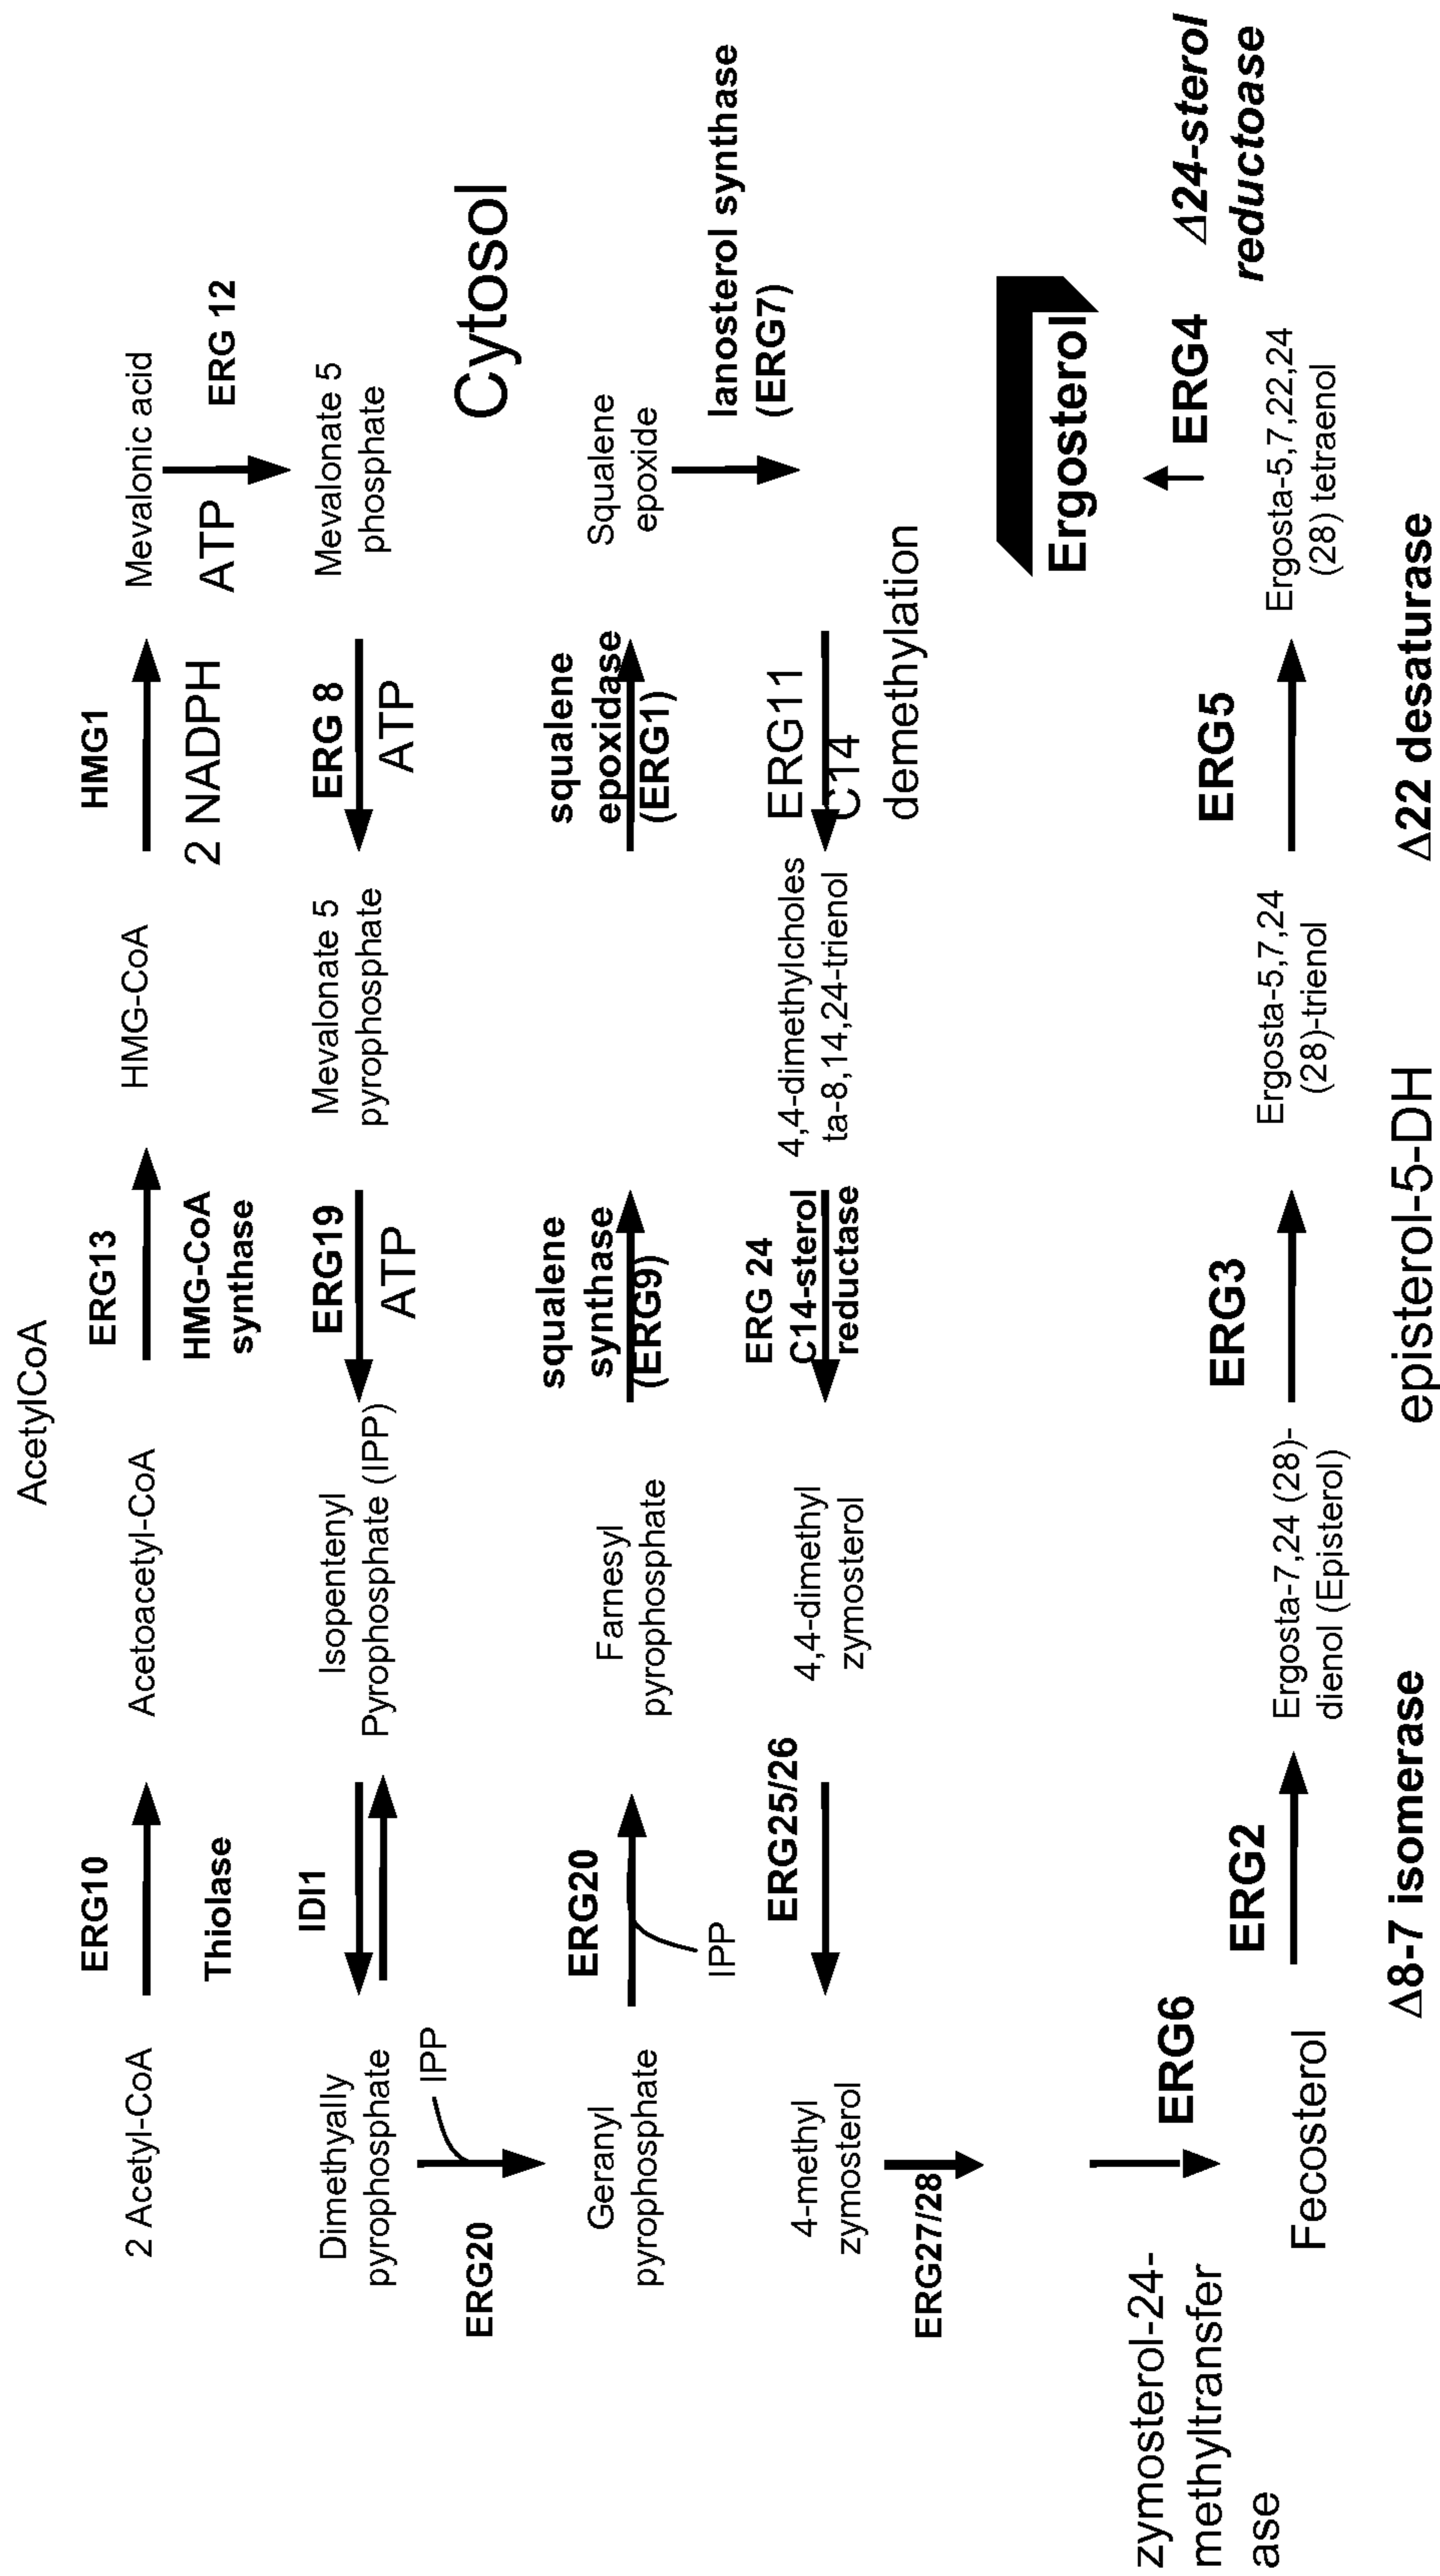 AcetylCoA
2 Acetyl-CoA
ERG10
Thiolase
Acetoacetyl-CoA
ERG13
HMG-CoA
synthase
HMG-CoA
HMG1
2 NADPH
Mevalonic acid
ATP
ERG 12
Mevalonate 5
phosphate
ERG 8
ATP
Mevalonate 5
pyrophosphate
ERG19
ATP
Isopentenyl
Pyrophosphate (IPP)
IDI1
Dimethyally
pyrophosphate
IPP
ERG20
Cytosol
Geranyl
pyrophosphate
ERG20
IPP
Farnesyl
pyrophosphate
squalene
synthase
(ERG9)
squalene
epoxidase
(ERG1)
Squalene
epoxide
lanosterol synthase
(ERG7)
ERG11
C14
demethylation
4,4-dimethylcholes
ta-8,14,24-trienol
ERG 24
C14-sterol
reductase
4,4-dimethyl
zymosterol
ERG25/26
4-methyl
zymosterol
ERG27/28
zymosterol-24-
methyltransfer
ase
ERG6
Fecosterol
ERG2
Δ8-7 isomerase
Ergosta-7,24 (28)-
dienol (Episterol)
ERG3
episterol-5-DH
Ergosta-5,7,24
(28)-trienol
ERG5
Δ22 desaturase
Ergosta-5,7,22,24
(28) tetraenol
ERG4
Δ24-sterol
reductoase
Ergosterol